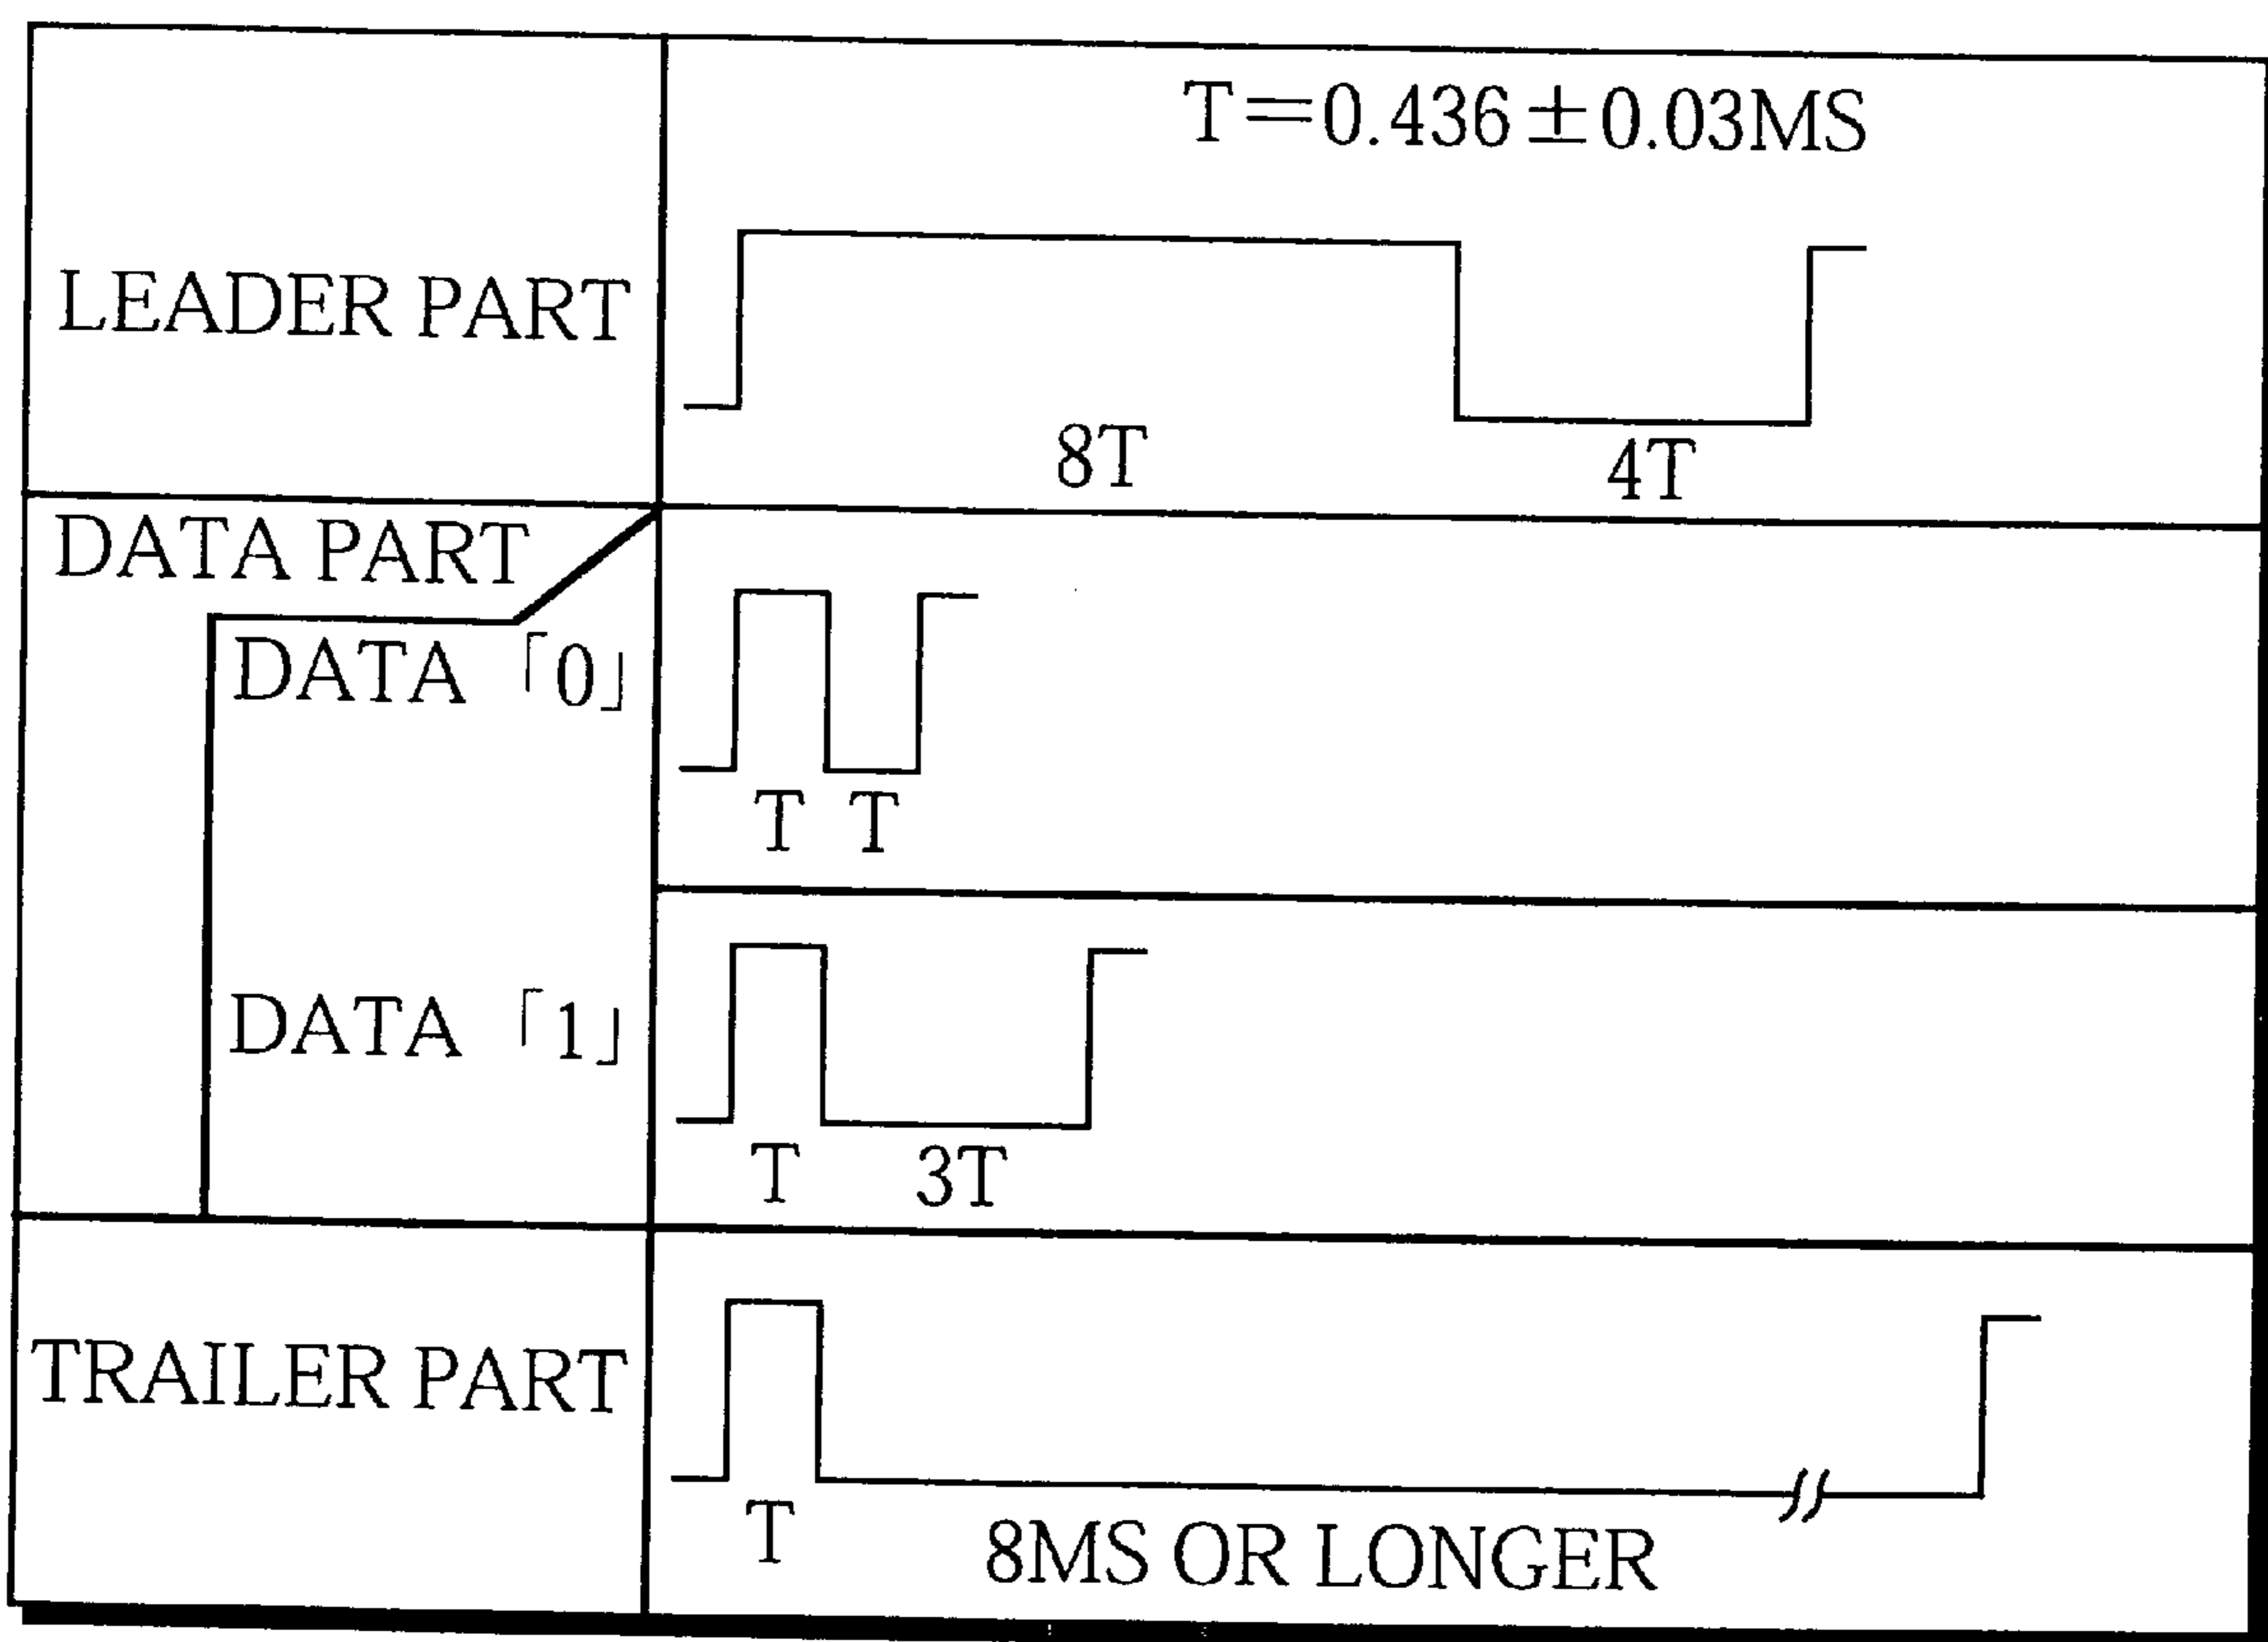 T=0.436±0.03MS
LEADER PART
8T 4T
DATA PART
DATA 「0」
T T
DATA 「1」
T 3T
TRAILER PART
T 8MS OR LONGER